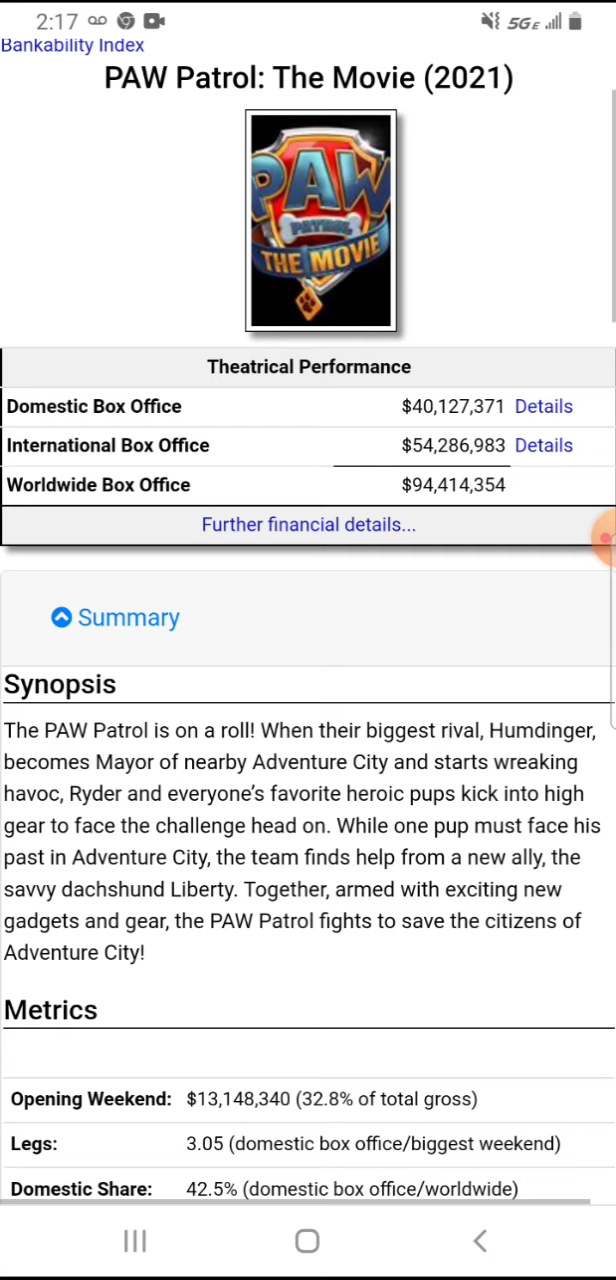 2:17
5GE
Bankability Index
PAW Patrol: The Movie (2021)
PAW
PATROL
THE MOVIE
Theatrical Performance
Domestic Box Office $40,127,371 Details
International Box Office $54,286,983 Details
Worldwide Box Office $94,414,354
Further financial details...
Summary
Synopsis
The PAW Patrol is on a roll! When their biggest rival, Humdinger,
becomes Mayor of nearby Adventure City and starts wreaking
havoc, Ryder and everyone’s favorite heroic pups kick into high
gear to face the challenge head on. While one pup must face his
past in Adventure City, the team finds help from a new ally, the
savvy dachshund Liberty. Together, armed with exciting new
gadgets and gear, the PAW Patrol fights to save the citizens of
Adventure City!
Metrics
Opening Weekend: $13,148,340 (32.8% of total gross)
Legs: 3.05 (domestic box office/biggest weekend)
Domestic Share: 42.5% (domestic box office/worldwide)